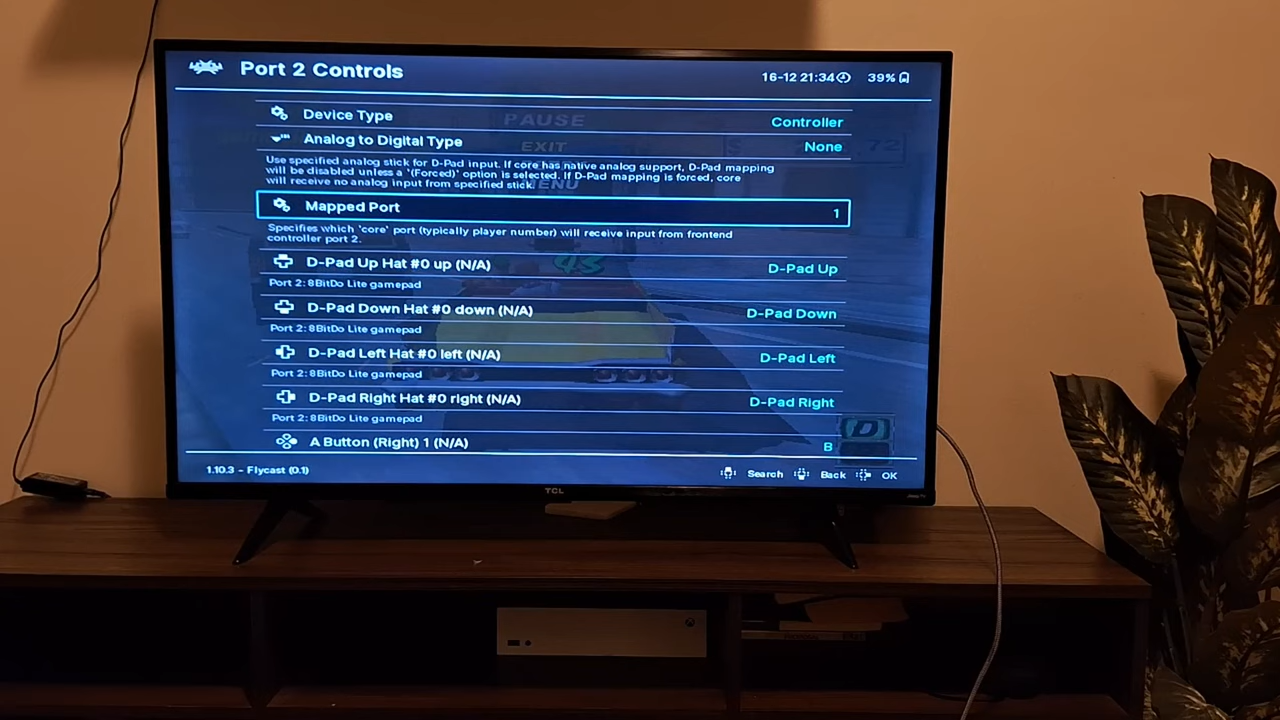 Port 2 Controls
16-12 21:34 39%
Device Type Controller
PAUSE
Analog to Digital Type None
EXIT
Use specified analog stick for D-Pad input. If core has native analog support, D-Pad mapping
will be disabled unless a '(Forced)' option is selected. If D-Pad mapping is forced, core
will receive no analog input from specified stick.
Mapped Port 1
Specifies which 'core' port (typically player number) will receive input from frontend
controller port 2.
D-Pad Up Hat #0 up (N/A) D-Pad Up
Port 2: 8BitDo Lite gamepad
D-Pad Down Hat #0 down (N/A) D-Pad Down
Port 2: 8BitDo Lite gamepad
D-Pad Left Hat #0 left (N/A) D-Pad Left
Port 2: 8BitDo Lite gamepad
D-Pad Right Hat #0 right (N/A) D-Pad Right
Port 2: 8BitDo Lite gamepad
A Button (Right) 1 (N/A) B
D
1.10.3 - Flycast (0.1) Search Back OK
TCL